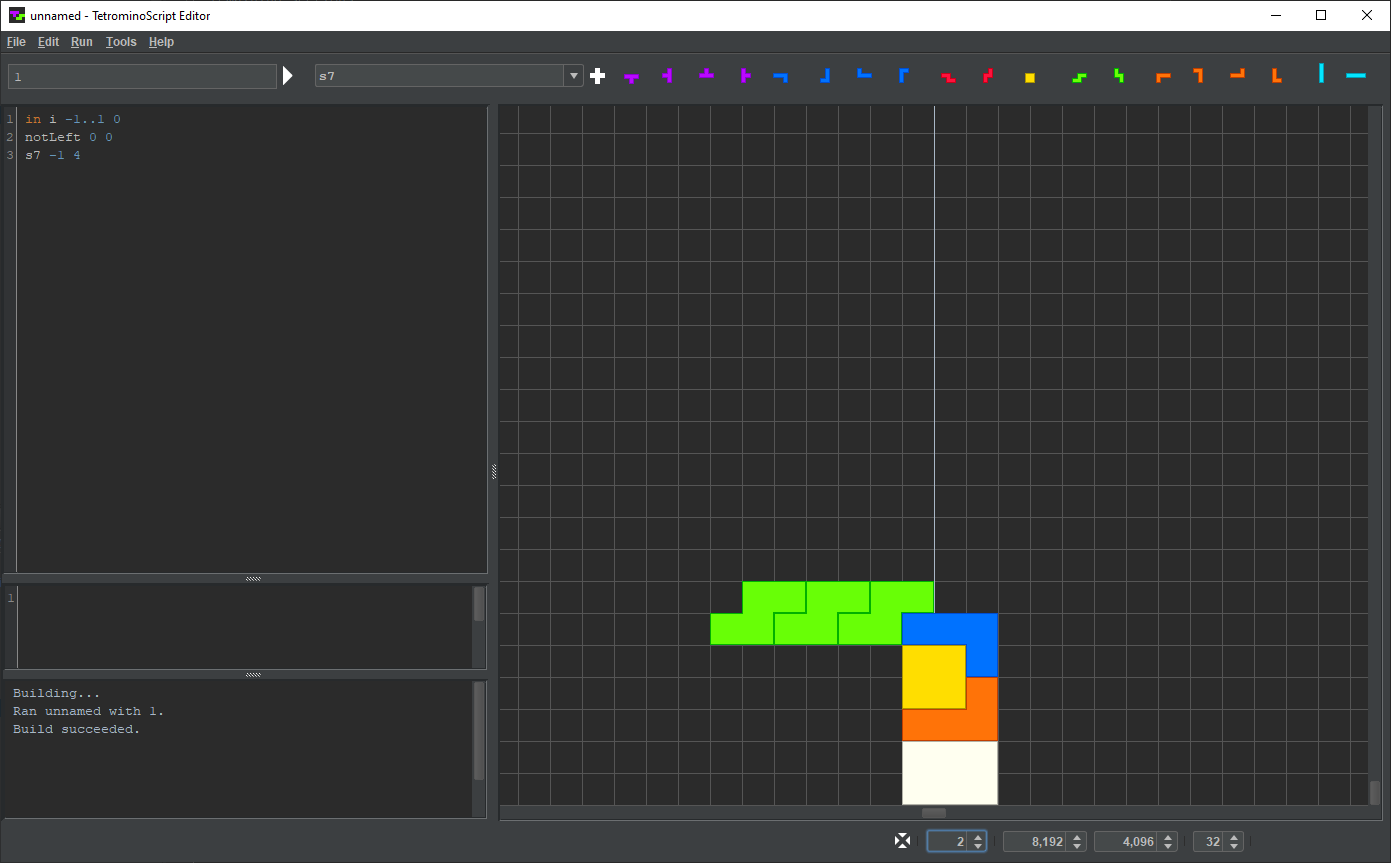 unnamed - TetrominoScript Editor
File Edit Run Tools Help
1
s7
1 in i -1..1 0
2 notLeft 0 0
3 s7 -1 4
1
Building...
Ran unnamed with 1.
Build succeeded.
2 8,192 4,096 32